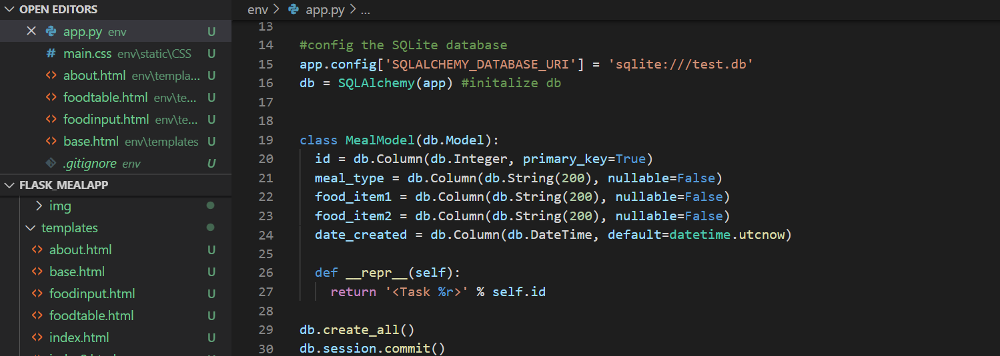 OPEN EDITORS
app.py env U
main.css env\static\CSS U
about.html env\templa... U
foodtable.html env\te... U
foodinput.html env\te... U
base.html env\templates U
.gitignore env U
FLASK_MEALAPP
img
templates
about.html U
base.html U
foodinput.html U
foodtable.html U
index.html U
env > app.py > ...
13
14 #config the SQLite database
15 app.config['SQLALCHEMY_DATABASE_URI'] = 'sqlite:///test.db'
16 db = SQLAlchemy(app) #initalize db
17
18
19 class MealModel(db.Model):
20 id = db.Column(db.Integer, primary_key=True)
21 meal_type = db.Column(db.String(200), nullable=False)
22 food_item1 = db.Column(db.String(200), nullable=False)
23 food_item2 = db.Column(db.String(200), nullable=False)
24 date_created = db.Column(db.DateTime, default=datetime.utcnow)
25
26 def __repr__(self):
27 return '<Task %r>' % self.id
28
29 db.create_all()
30 db.session.commit()